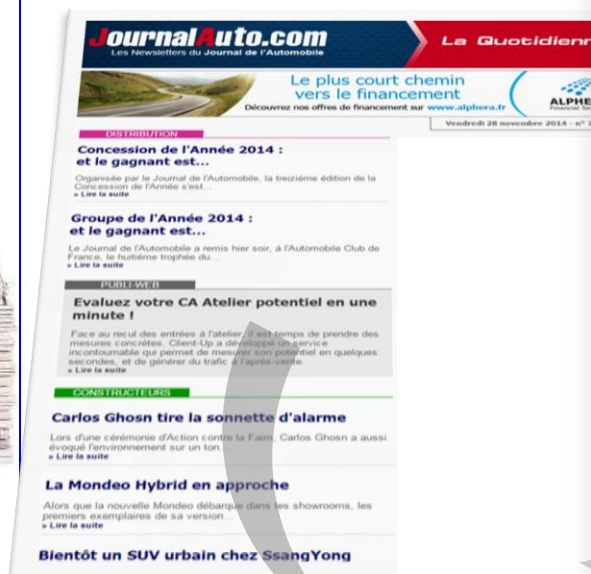 JournalAuto.com
Les Newsletters du Journal de l'Automobile
La Quotidienn
Le plus court chemin
vers le financement
Découvrez nos offres de financement sur www.alphera.fr
ALPHE
Financial Se
Vendredi 28 novembre 2014 - n°
DISTRIBUTION
Concession de l'Année 2014 :
et le gagnant est...
Organisée par le Journal de l'Automobile, la treizième édition de la
Concession de l'Année s'est...
» Lire la suite
Groupe de l'Année 2014 :
et le gagnant est...
Le Journal de l'Automobile a remis hier soir, à l'Automobile Club de
France, le huitième trophée du...
» Lire la suite
PUBLI-WEB
Evaluez votre CA Atelier potentiel en une
minute !
Face au recul des entrées à l'atelier, il est temps de prendre des
mesures concrètes. Client-Up a développé un service
incontournable qui permet de mesurer son potentiel en quelques
secondes, et de générer du trafic à l'après-vente.
» Lire la suite
CONSTRUCTEURS
Carlos Ghosn tire la sonnette d'alarme
Lors d'une cérémonie d'Action contre la Faim, Carlos Ghosn a aussi
évoqué l'environnement sur un ton...
» Lire la suite
La Mondeo Hybrid en approche
Alors que la nouvelle Mondeo débarque dans les showrooms, les
premiers exemplaires de sa version...
» Lire la suite
Bientôt un SUV urbain chez SsangYong